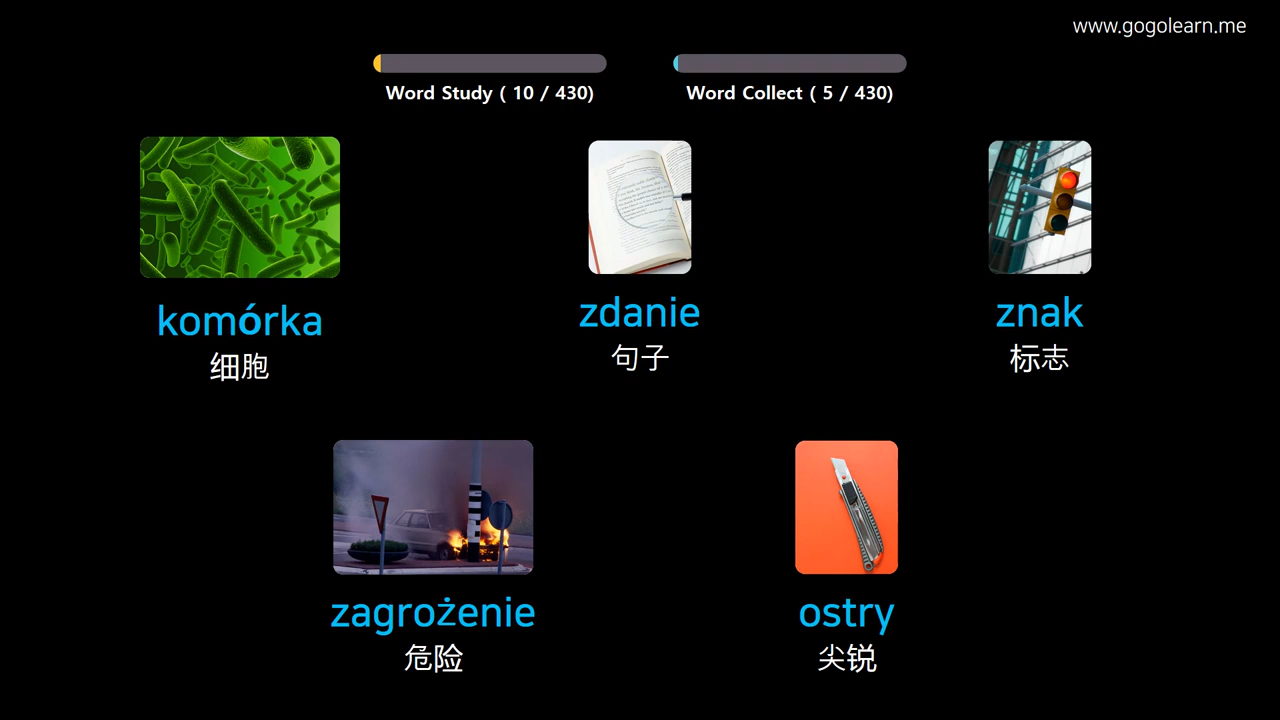 www.gogolearn.me
Word Study ( 10 / 430)
Word Collect ( 5 / 430)
komórka
细胞
zdanie
句子
znak
标志
zagrożenie
危险
ostry
尖锐